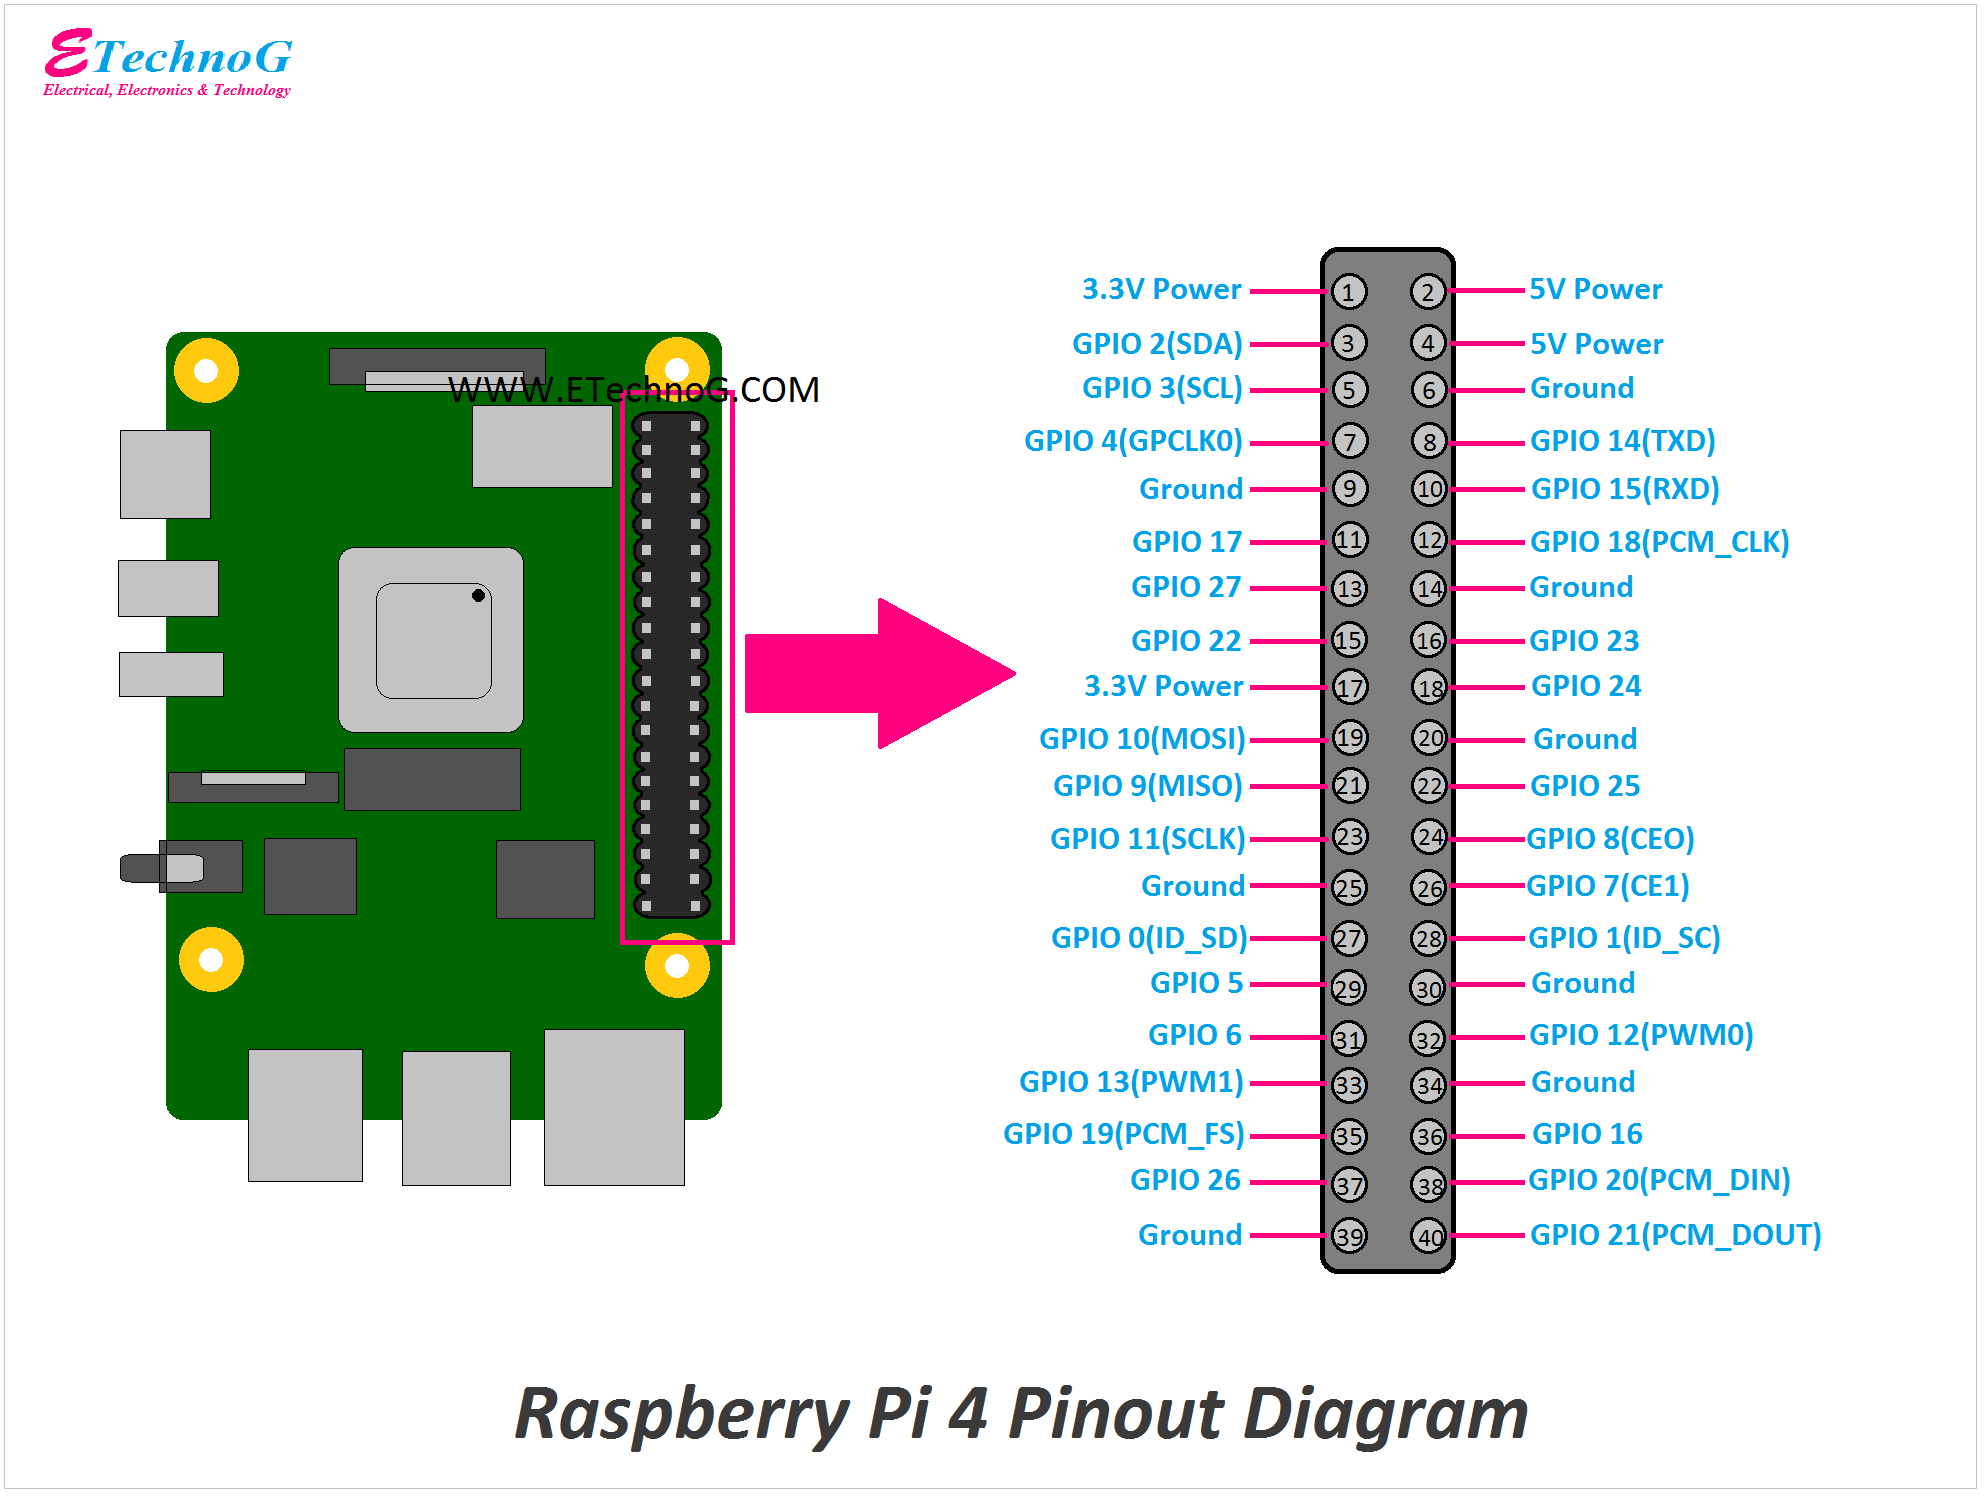 ETechnoG
Electrical, Electronics & Technology
WWW.ETechnoG.COM
3.3V Power 1 2 5V Power
GPIO 2(SDA) 3 4 5V Power
GPIO 3(SCL) 5 6 Ground
GPIO 4(GPCLK0) 7 8 GPIO 14(TXD)
Ground 9 10 GPIO 15(RXD)
GPIO 17 11 12 GPIO 18(PCM_CLK)
GPIO 27 13 14 Ground
GPIO 22 15 16 GPIO 23
3.3V Power 17 18 GPIO 24
GPIO 10(MOSI) 19 20 Ground
GPIO 9(MISO) 21 22 GPIO 25
GPIO 11(SCLK) 23 24 GPIO 8(CEO)
Ground 25 26 GPIO 7(CE1)
GPIO 0(ID_SD) 27 28 GPIO 1(ID_SC)
GPIO 5 29 30 Ground
GPIO 6 31 32 GPIO 12(PWM0)
GPIO 13(PWM1) 33 34 Ground
GPIO 19(PCM_FS) 35 36 GPIO 16
GPIO 26 37 38 GPIO 20(PCM_DIN)
Ground 39 40 GPIO 21(PCM_DOUT)
Raspberry Pi 4 Pinout Diagram